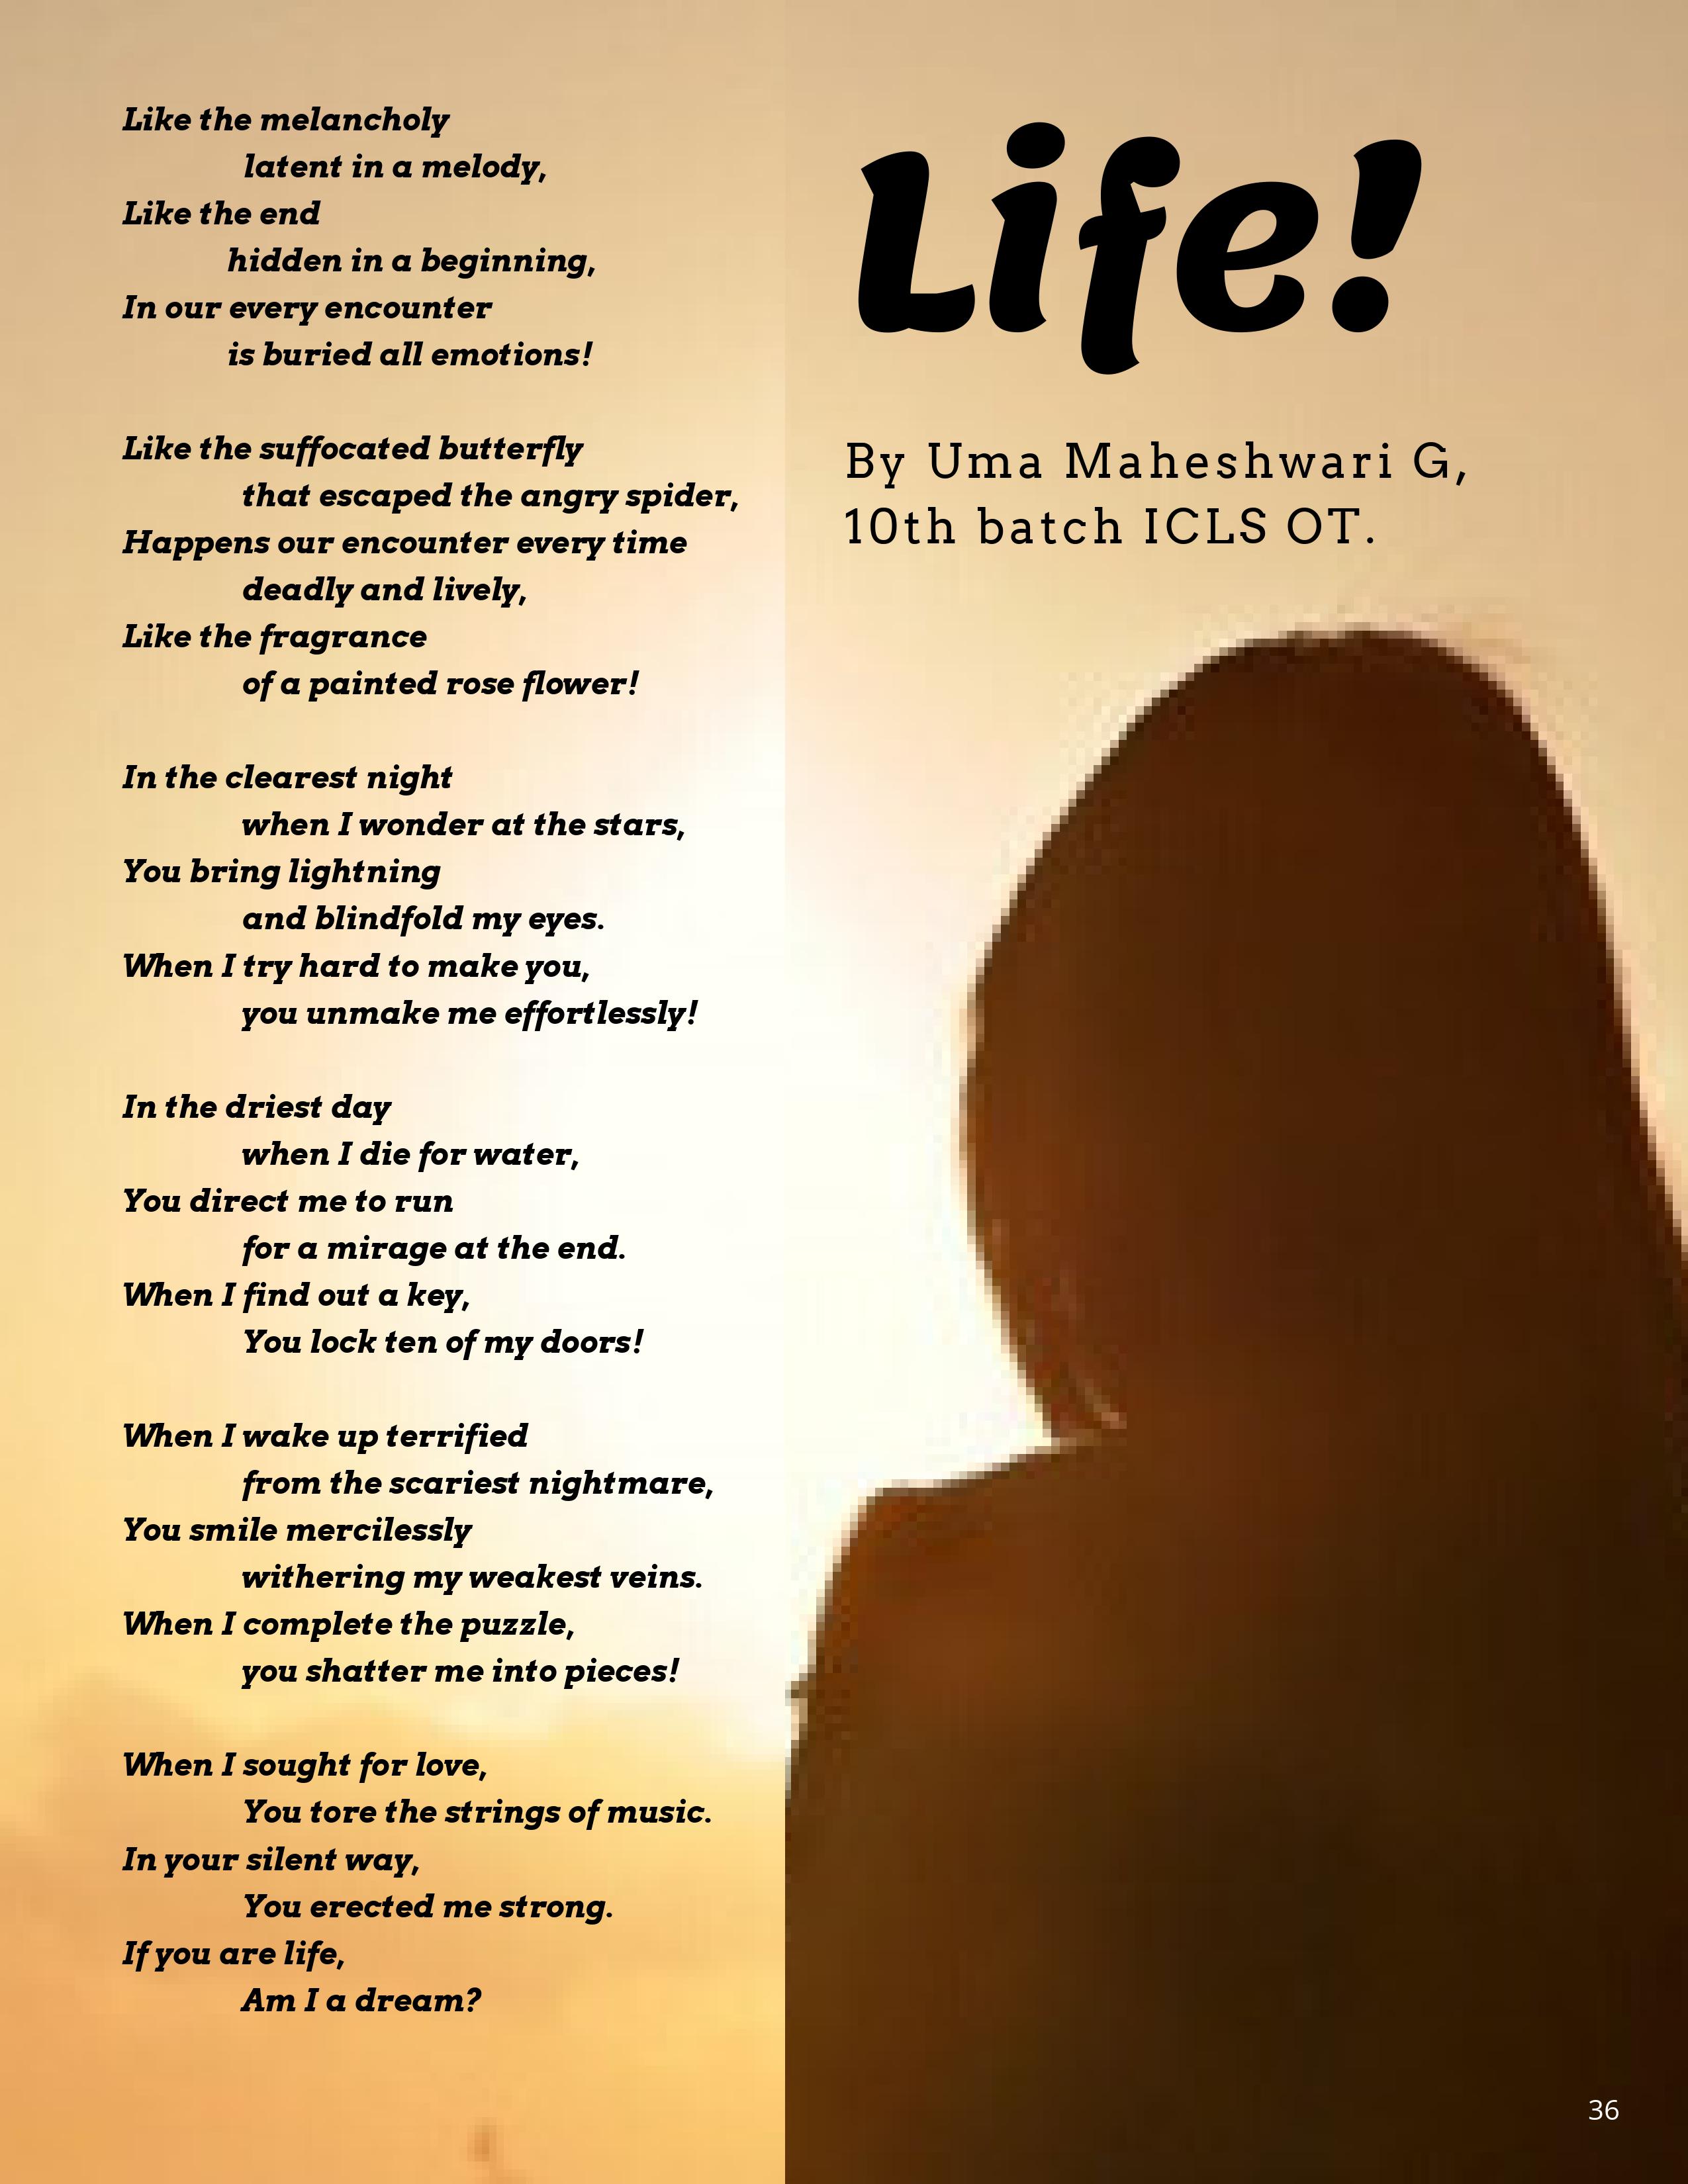 Life!
By Uma Maheshwari G,
10th batch ICLS OT.
Like the melancholy
latent in a melody,
Like the end
hidden in a beginning,
In our every encounter
is buried all emotions!
Like the suffocated butterfly
that escaped the angry spider,
Happens our encounter every time
deadly and lively,
Like the fragrance
of a painted rose flower!
In the clearest night
when I wonder at the stars,
You bring lightning
and blindfold my eyes.
When I try hard to make you,
you unmake me effortlessly!
In the driest day
when I die for water,
You direct me to run
for a mirage at the end.
When I find out a key,
You lock ten of my doors!
When I wake up terrified
from the scariest nightmare,
You smile mercilessly
withering my weakest veins.
When I complete the puzzle,
you shatter me into pieces!
When I sought for love,
You tore the strings of music.
In your silent way,
You erected me strong.
If you are life,
Am I a dream?
36